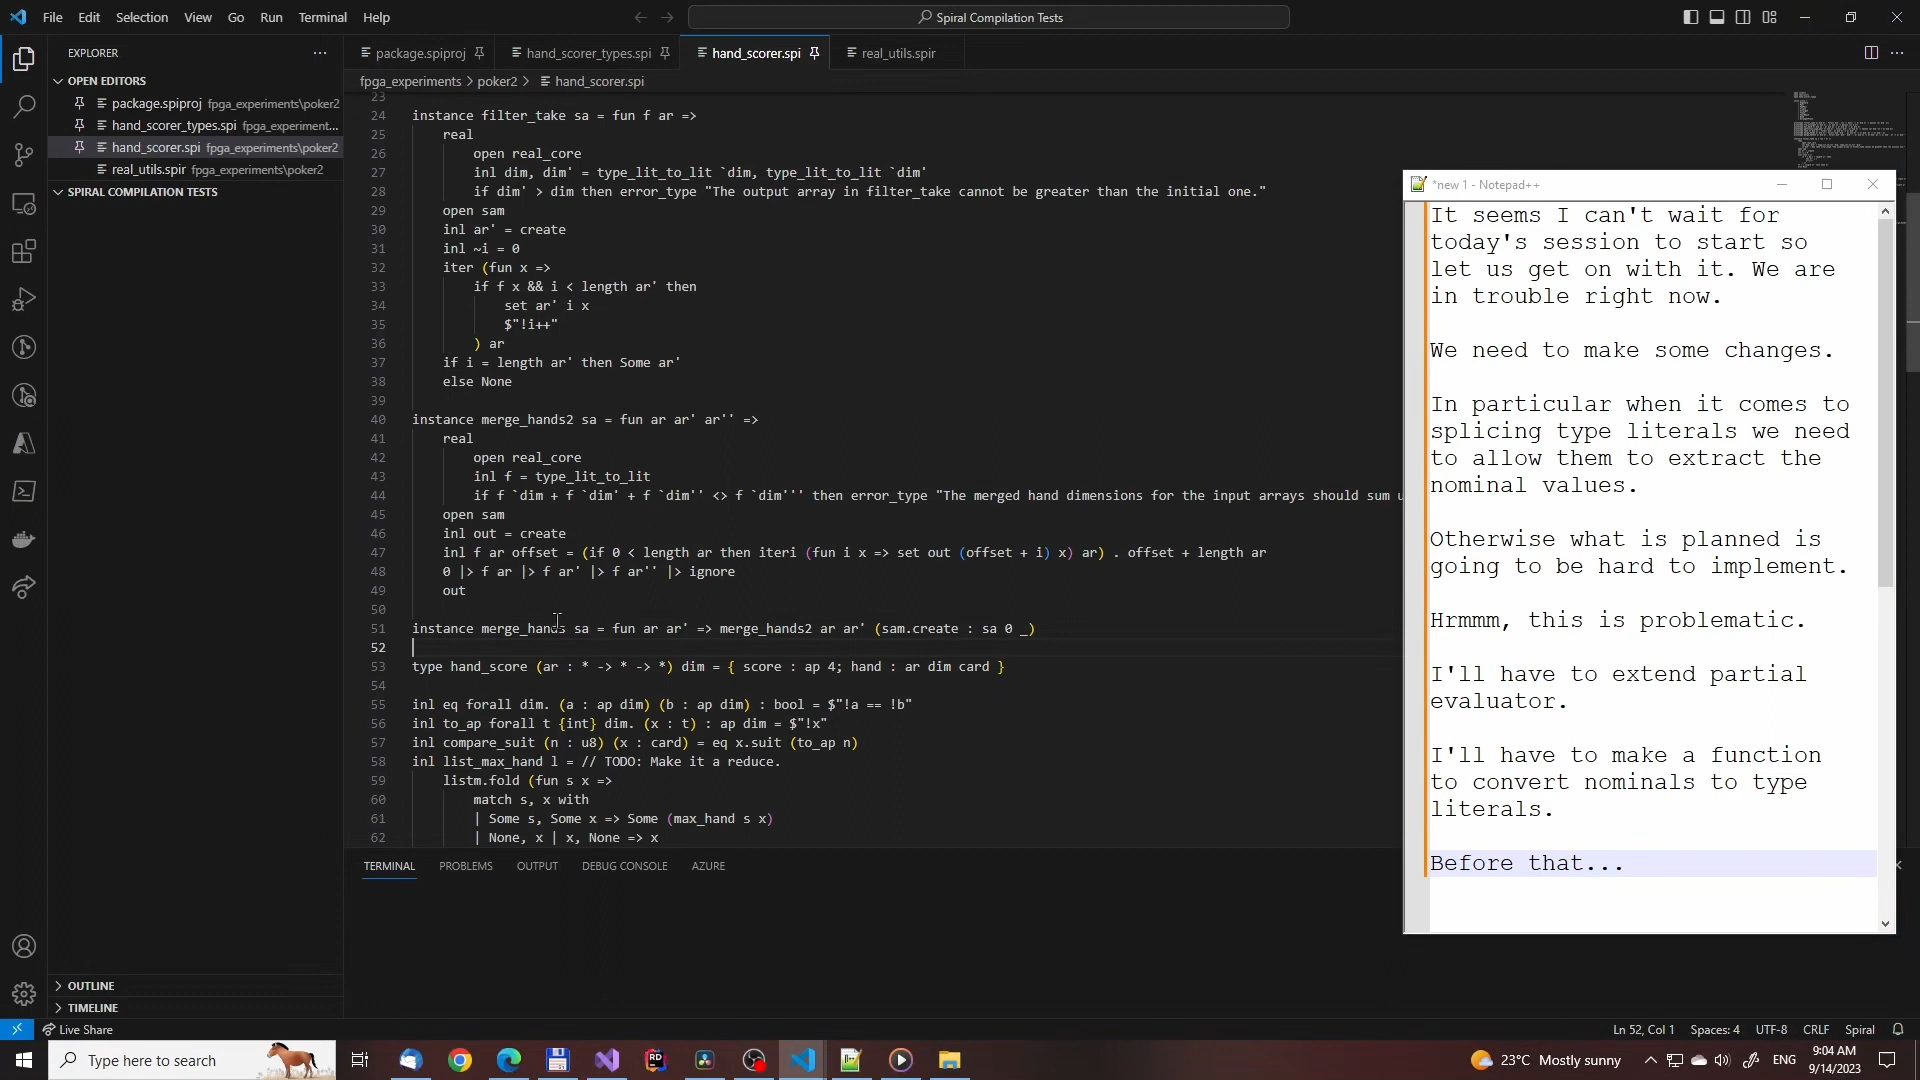 File Edit Selection View Go Run Terminal Help
Spiral Compilation Tests
EXPLORER
OPEN EDITORS
package.spiproj fpga_experiments\poker2
hand_scorer_types.spi fpga_experiment...
hand_scorer.spi fpga_experiments\poker2
real_utils.spir fpga_experiments\poker2
SPIRAL COMPILATION TESTS
OUTLINE
TIMELINE
package.spiproj hand_scorer_types.spi hand_scorer.spi real_utils.spir
fpga_experiments > poker2 > hand_scorer.spi
23
24 instance filter_take sa = fun f ar =>
25 real
26 open real_core
27 inl dim, dim' = type_lit_to_lit `dim, type_lit_to_lit `dim'
28 if dim' > dim then error_type "The output array in filter_take cannot be greater than the initial one."
29 open sam
30 inl ar' = create
31 inl ~i = 0
32 iter (fun x =>
33 if f x && i < length ar' then
34 set ar' i x
35 $"!i++"
36 ) ar
37 if i = length ar' then Some ar'
38 else None
39
40 instance merge_hands2 sa = fun ar ar' ar'' =>
41 real
42 open real_core
43 inl f = type_lit_to_lit
44 if f `dim + f `dim' + f `dim'' <> f `dim''' then error_type "The merged hand dimensions for the input arrays should sum u
45 open sam
46 inl out = create
47 inl f ar offset = (if 0 < length ar then iteri (fun i x => set out (offset + i) x) ar) . offset + length ar
48 0 |> f ar |> f ar' |> f ar'' |> ignore
49 out
50
51 instance merge_hands sa = fun ar ar' => merge_hands2 ar ar' (sam.create : sa 0 _)
52
53 type hand_score (ar : * -> * -> *) dim = { score : ap 4; hand : ar dim card }
54
55 inl eq forall dim. (a : ap dim) (b : ap dim) : bool = $"!a == !b"
56 inl to_ap forall t {int} dim. (x : t) : ap dim = $"!x"
57 inl compare_suit (n : u8) (x : card) = eq x.suit (to_ap n)
58 inl list_max_hand l = // TODO: Make it a reduce.
59 listm.fold (fun s x =>
60 match s, x with
61 | Some s, Some x => Some (max_hand s x)
62 | None, x | x, None => x
TERMINAL PROBLEMS OUTPUT DEBUG CONSOLE AZURE
*new 1 - Notepad++
It seems I can't wait for
today's session to start so
let us get on with it. We are
in trouble right now.
We need to make some changes.
In particular when it comes to
splicing type literals we need
to allow them to extract the
nominal values.
Otherwise what is planned is
going to be hard to implement.
Hrmmm, this is problematic.
I'll have to extend partial
evaluator.
I'll have to make a function
to convert nominals to type
literals.
Before that...
Live Share
Ln 52, Col 1 Spaces: 4 UTF-8 CRLF Spiral
Type here to search
23°C Mostly sunny
ENG
9:04 AM
9/14/2023